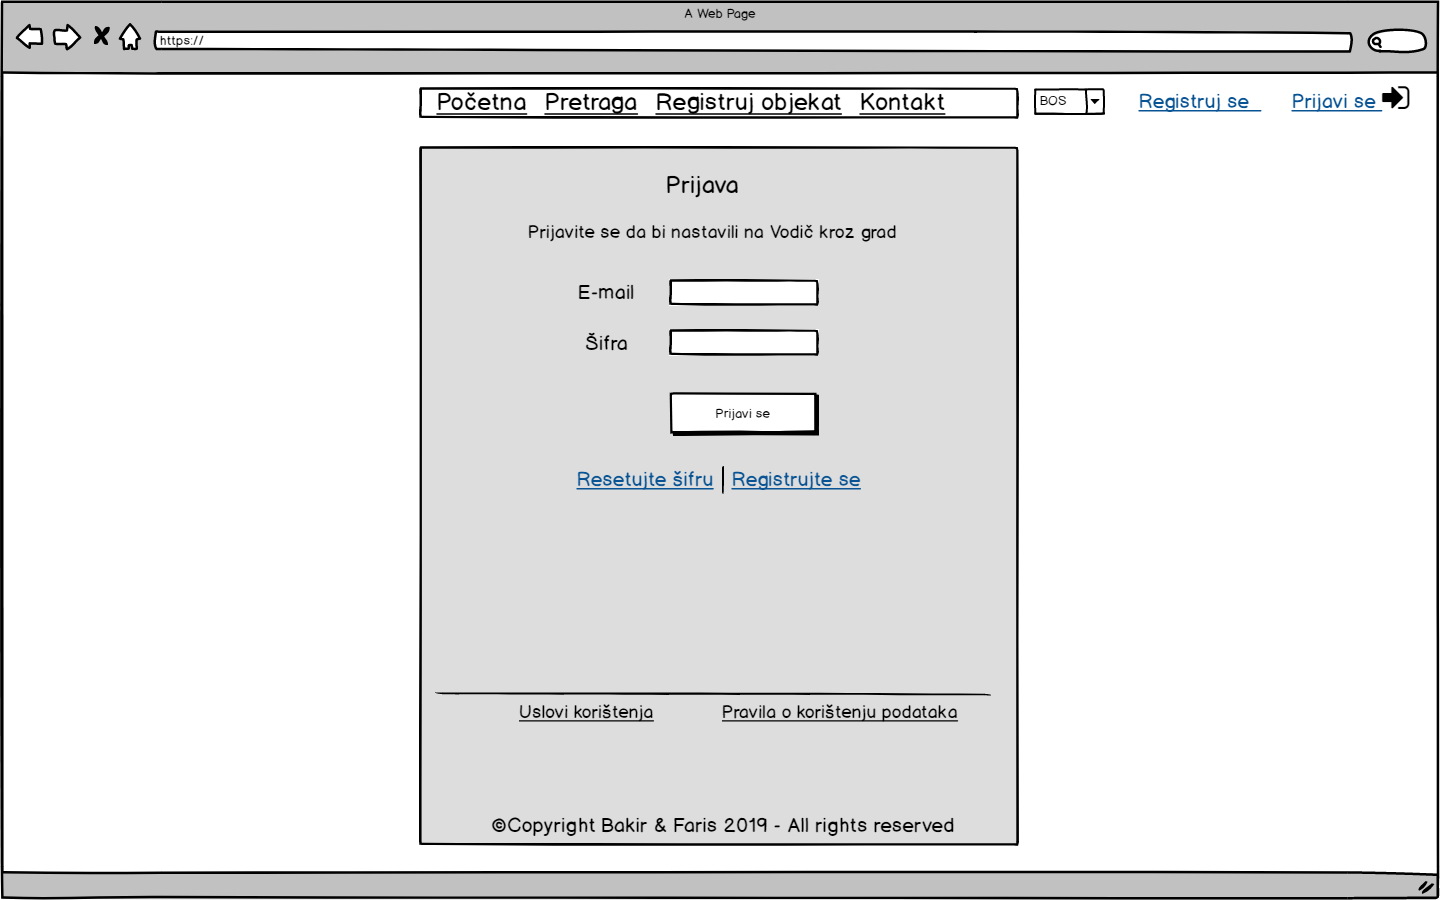 A Web Page
https://
Početna Pretraga Registruj objekat Kontakt BOS Registruj se Prijavi se
Prijava
Prijavite se da bi nastavili na Vodič kroz grad
E-mail
Šifra
Prijavi se
Resetujte šifru Registrujte se
Uslovi korištenja Pravila o korištenju podataka
©Copyright Bakir & Faris 2019 - All rights reserved